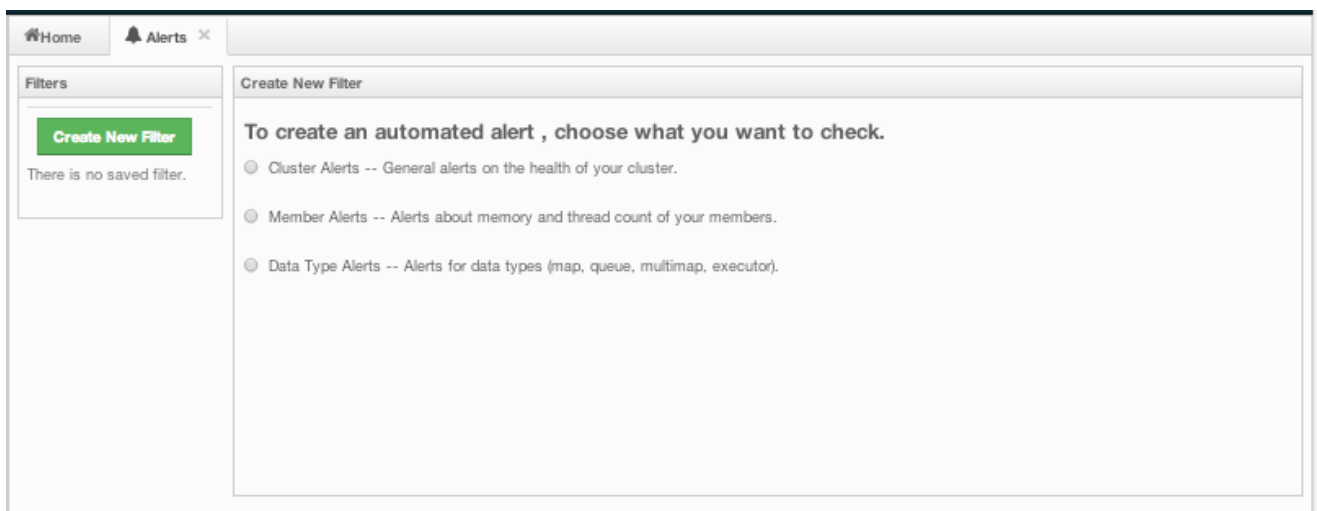 Home
Alerts ×
Filters
Create New Filter
There is no saved filter.
Create New Filter
To create an automated alert , choose what you want to check.
Cluster Alerts -- General alerts on the health of your cluster.
Member Alerts -- Alerts about memory and thread count of your members.
Data Type Alerts -- Alerts for data types (map, queue, multimap, executor).